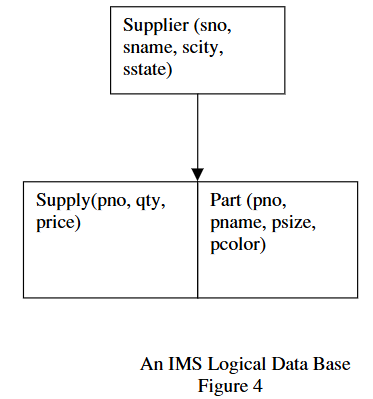 Supplier (sno,
sname, scity,
sstate)
Supply(pno, qty,
price)
Part (pno,
pname, psize,
pcolor)
An IMS Logical Data Base
Figure 4